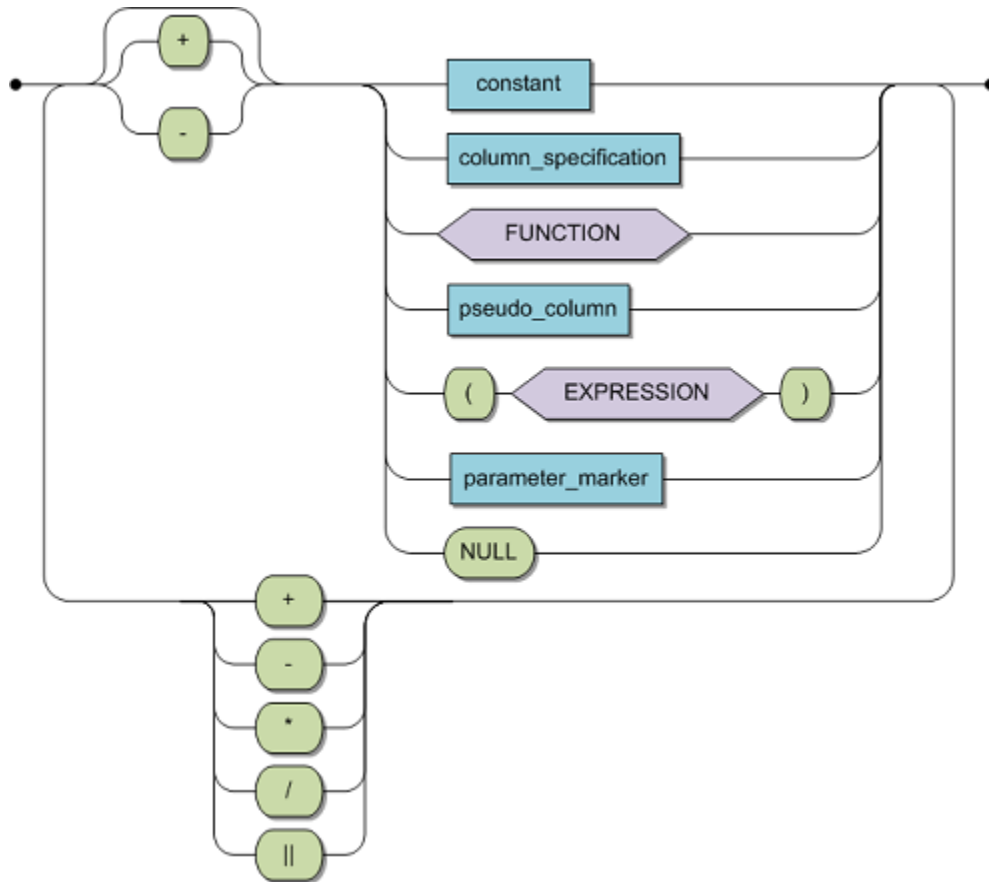 +
-
constant
column_specification
FUNCTION
pseudo_column
( EXPRESSION )
parameter_marker
NULL
+
-
*
/
||